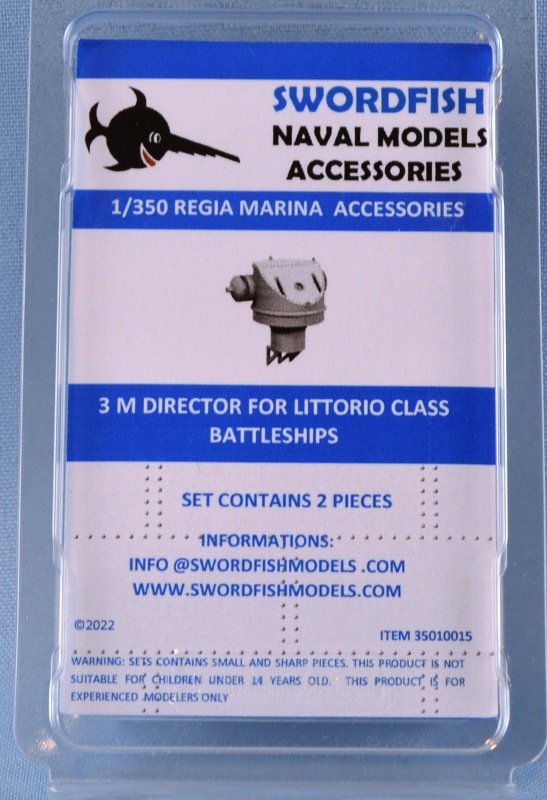 SWORDFISH
NAVAL MODELS
ACCESSORIES
1/350 REGIA MARINA ACCESSORIES
3 M DIRECTOR FOR LITTORIO CLASS
BATTLESHIPS
SET CONTAINS 2 PIECES
INFORMATIONS:
INFO @SWORDFISHMODELS .COM
WWW.SWORDFISHMODELS.COM
©2022
ITEM 35010015
WARNING: SETS CONTAINS SMALL AND SHARP PIECES. THIS PRODUCT IS NOT
SUITABLE FOR CHILDREN UNDER 14 YEARS OLD. THIS PRODUCT IS FOR
EXPERIENCED MODELERS ONLY